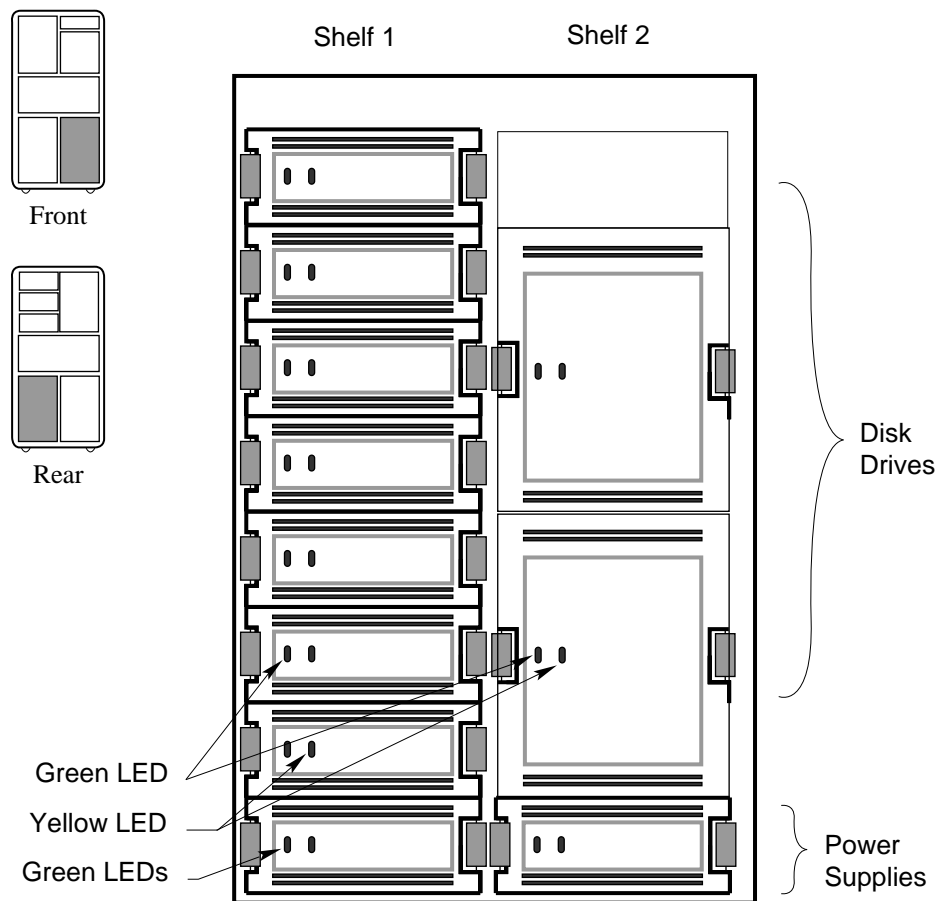 Shelf 1
Shelf 2
Front
Rear
Disk
Drives
Green LED
Yellow LED
Green LEDs
Power
Supplies